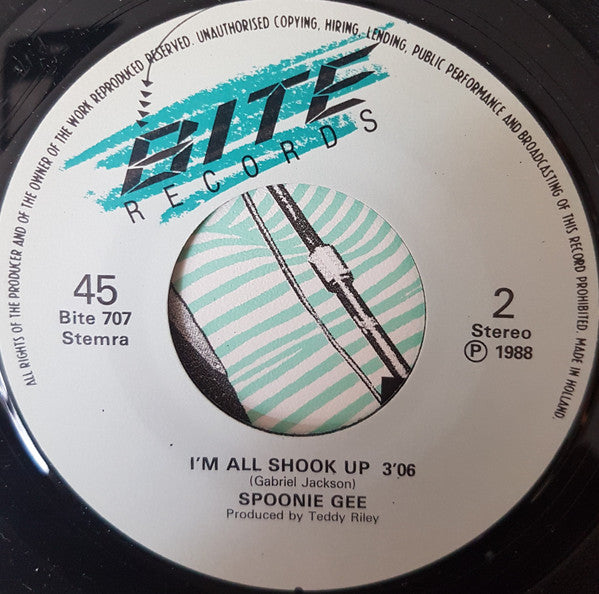 ALL RIGHTS OF THE PRODUCER AND OF THE OWNER OF THE WORK REPRODUCED RESERVED. UNAUTHORISED COPYING, HIRING, LENDING, PUBLIC PERFORMANCE AND BROADCASTING OF THIS RECORD PROHIBITED. MADE IN HOLLAND.
BITE
RECORDS
45
Bite 707
Stemra
2
Stereo
Ⓟ 1988
I'M ALL SHOOK UP 3'06
(Gabriel Jackson)
SPOONIE GEE
Produced by Teddy Riley